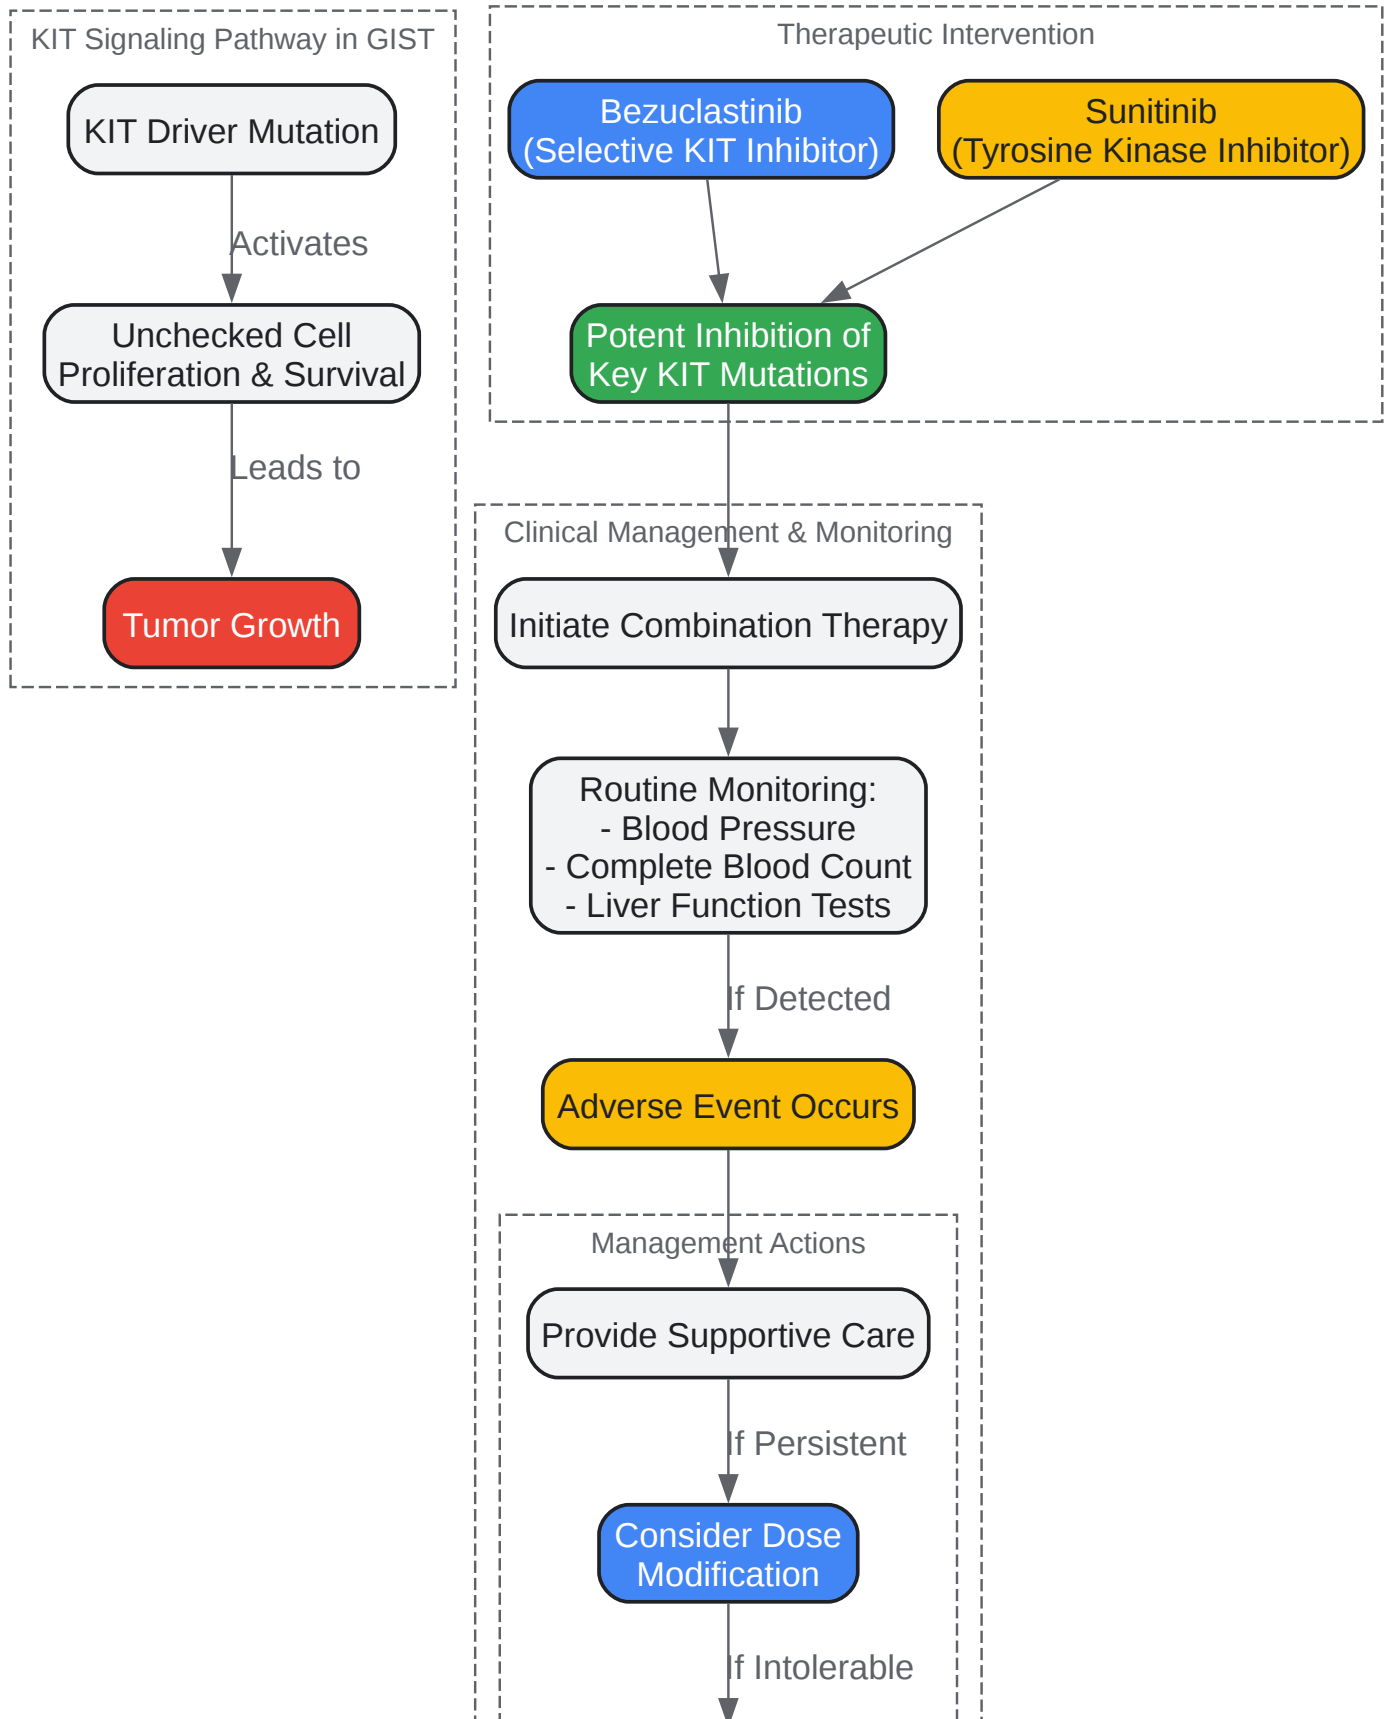 KIT Signaling Pathway in GIST
KIT Driver Mutation
Activates
Unchecked Cell
Proliferation & Survival
Leads to
Tumor Growth
Therapeutic Intervention
Bezuclastinib
(Selective KIT Inhibitor)
Sunitinib
(Tyrosine Kinase Inhibitor)
Potent Inhibition of
Key KIT Mutations
Clinical Management & Monitoring
Initiate Combination Therapy
Routine Monitoring:
- Blood Pressure
- Complete Blood Count
- Liver Function Tests
If Detected
Adverse Event Occurs
Management Actions
Provide Supportive Care
If Persistent
Consider Dose
Modification
If Intolerable